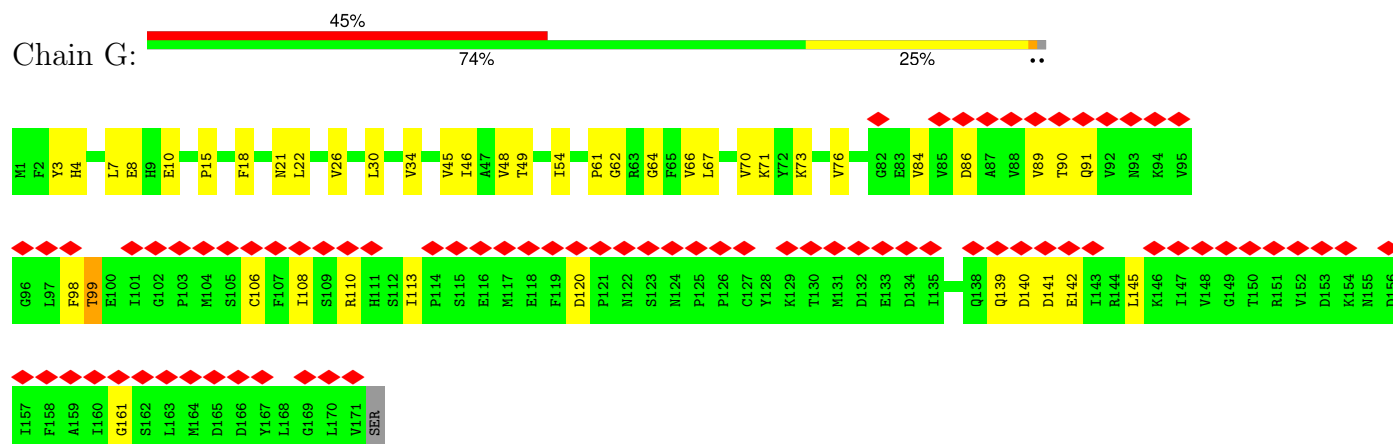 45%
Chain G:
74% 25% ••
M1 F2 Y3 H4 L7 E8 H9 E10 P15 F18 N21 L22 V26 L30 V34 V45 I46 A47 V48 T49 I54 P61 G62 R63 G64 F65 V66 L67 V70 K71 Y72 K73 V76 G82 E83 V84 V85 D86 A87 V88 V89 T90 Q91 V92 N93 K94 V95
G96 L97 F98 T99 E100 I101 G102 P103 M104 S105 C106 F107 I108 S109 R110 H111 S112 I113 P114 S115 E116 M117 E118 F119 D120 P121 N122 S123 N124 P125 P126 C127 Y128 K129 T130 M131 D132 E133 D134 I135 Q138 Q139 D140 D141 E142 I143 R144 L145 K146 I147 V148 G149 T150 R151 V152 D153 K154 N155 D156
I157 F158 A159 I160 G161 S162 L163 M164 D165 D166 Y167 L168 G169 L170 V171 SER